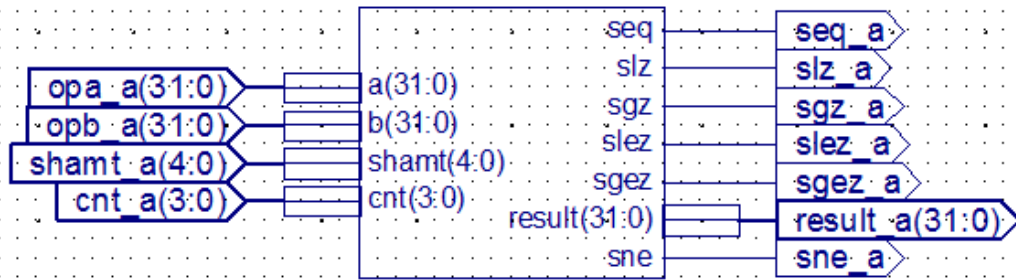 seq seq_a
slz slz_a
opa_a(31:0) a(31:0) sgz sgz_a
opb_a(31:0) b(31:0) slez slez_a
shamt_a(4:0) shamt(4:0) sgez sgez_a
cnt_a(3:0) cnt(3:0) result(31:0) result_a(31:0)
sne sne_a